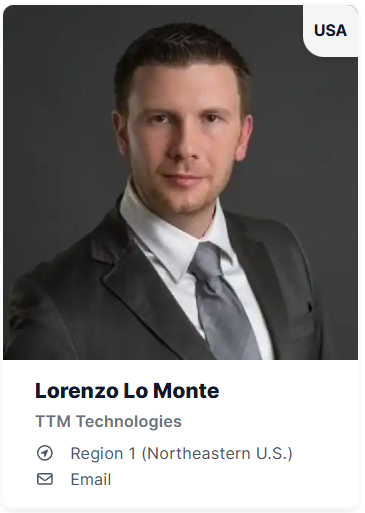 USA
Lorenzo Lo Monte
TTM Technologies
Region 1 (Northeastern U.S.)
Email